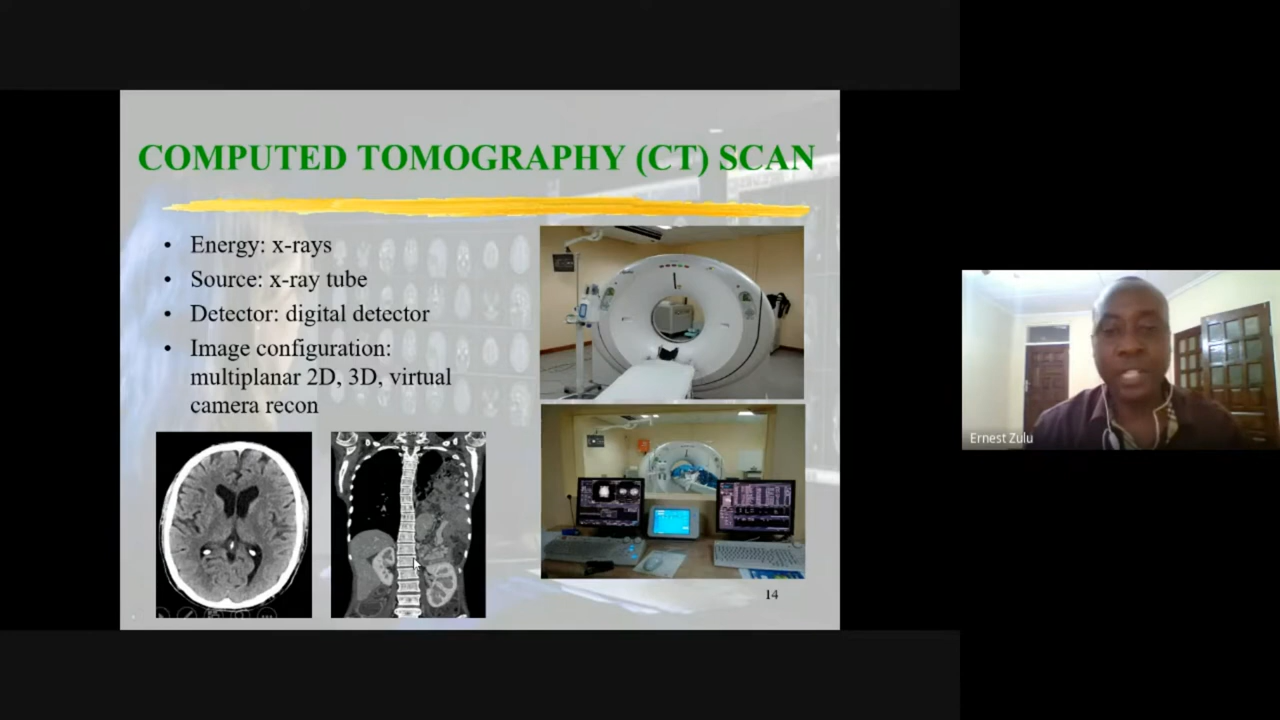 COMPUTED TOMOGRAPHY (CT) SCAN
• Energy: x-rays
• Source: x-ray tube
• Detector: digital detector
• Image configuration:
multiplanar 2D, 3D, virtual
camera recon
14
Ernest Zulu